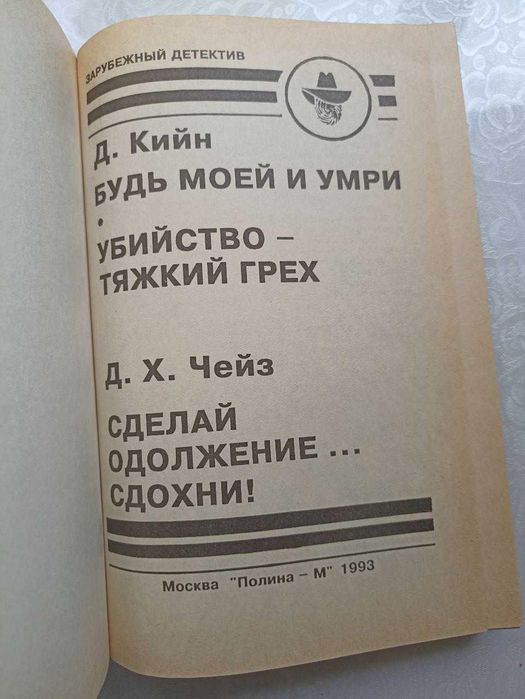 ЗАРУБЕЖНЫЙ ДЕТЕКТИВ
Д. Кийн
БУДЬ МОЕЙ И УМРИ
•
УБИЙСТВО –
ТЯЖКИЙ ГРЕХ
Д. Х. Чейз
СДЕЛАЙ
ОДОЛЖЕНИЕ ...
СДОХНИ!
Москва "Полина – М" 1993